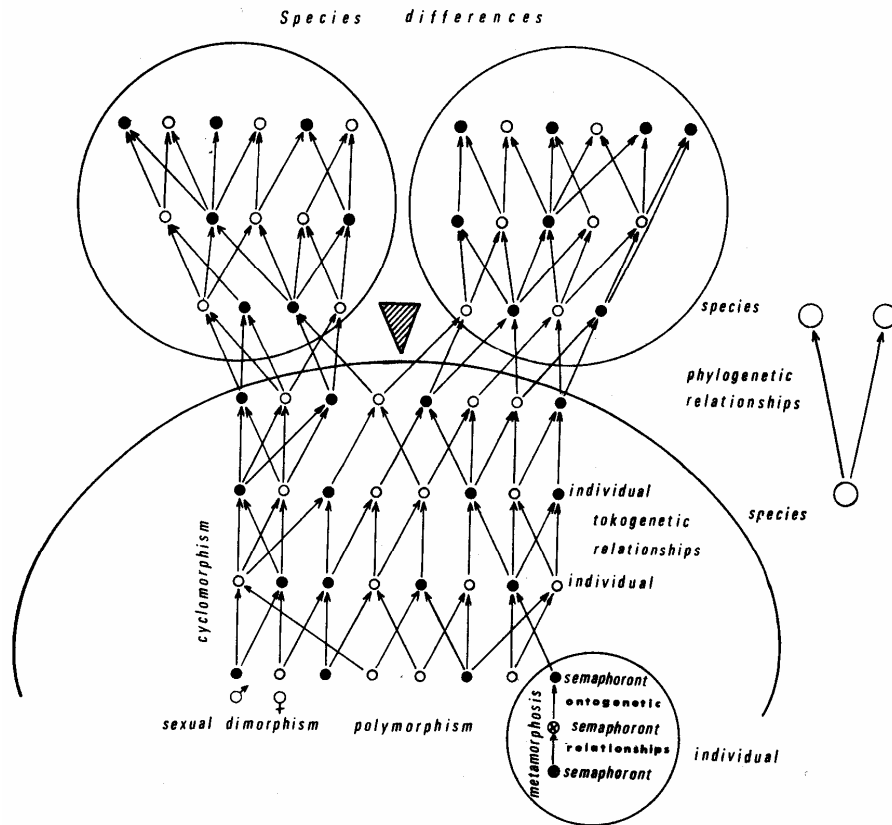 Species differences
species
phylogenetic
relationships
species
individual
tokogenetic
relationships
individual
cyclomorphism
♂ ♀
sexual dimorphism polymorphism
semaphoront
ontogenetic
semaphoront
relationships
semaphoront
metamorphosis
individual